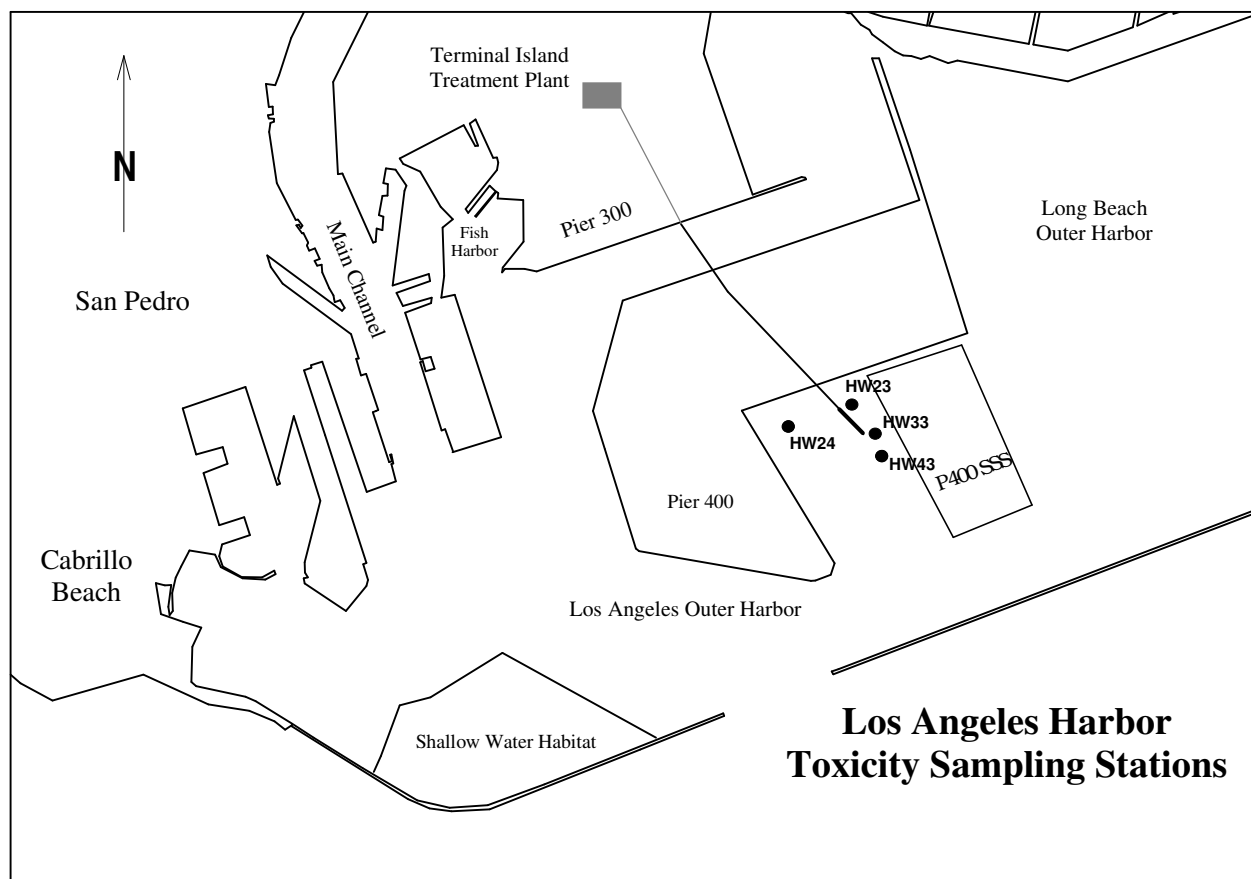 Terminal Island
Treatment Plant
N
Pier 300
Long Beach
Outer Harbor
Fish
Harbor
Main Channel
San Pedro
HW23
HW33
HW24
HW43
P400 SSS
Pier 400
Cabrillo
Beach
Los Angeles Outer Harbor
Shallow Water Habitat
Los Angeles Harbor
Toxicity Sampling Stations